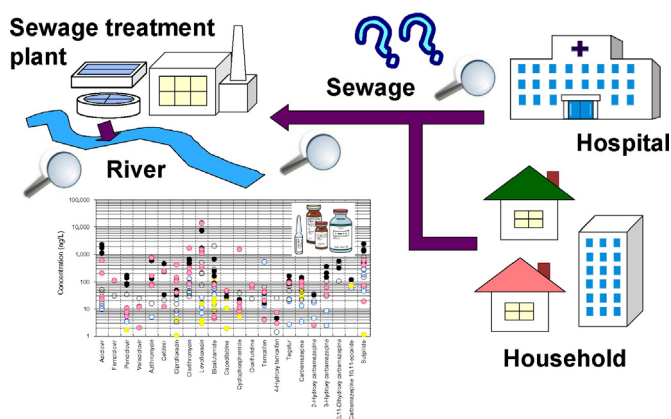 Sewage treatment
plant
??
Sewage
Hospital
River
Household
100,000
10,000
1,000
100
10
1
Concentration (ng/L)
Aciclovir
Famciclovir
Penciclovir
Valaciclovir
Azithromycin
Cefdinir
Ciprofloxacin
Clarithromycin
Levofloxacin
Bicalutamide
Capecitabine
Cyclophosphamide
Doxifluridine
Tamoxifen
4-Hydroxy tamoxifen
Tegafur
Carbamazepine
2-Hydroxy carbamazepine
3-Hydroxy carbamazepine
10,11-Dihydroxy carbamazepine
Carbamazepine 10,11-epoxide
Sulpiride